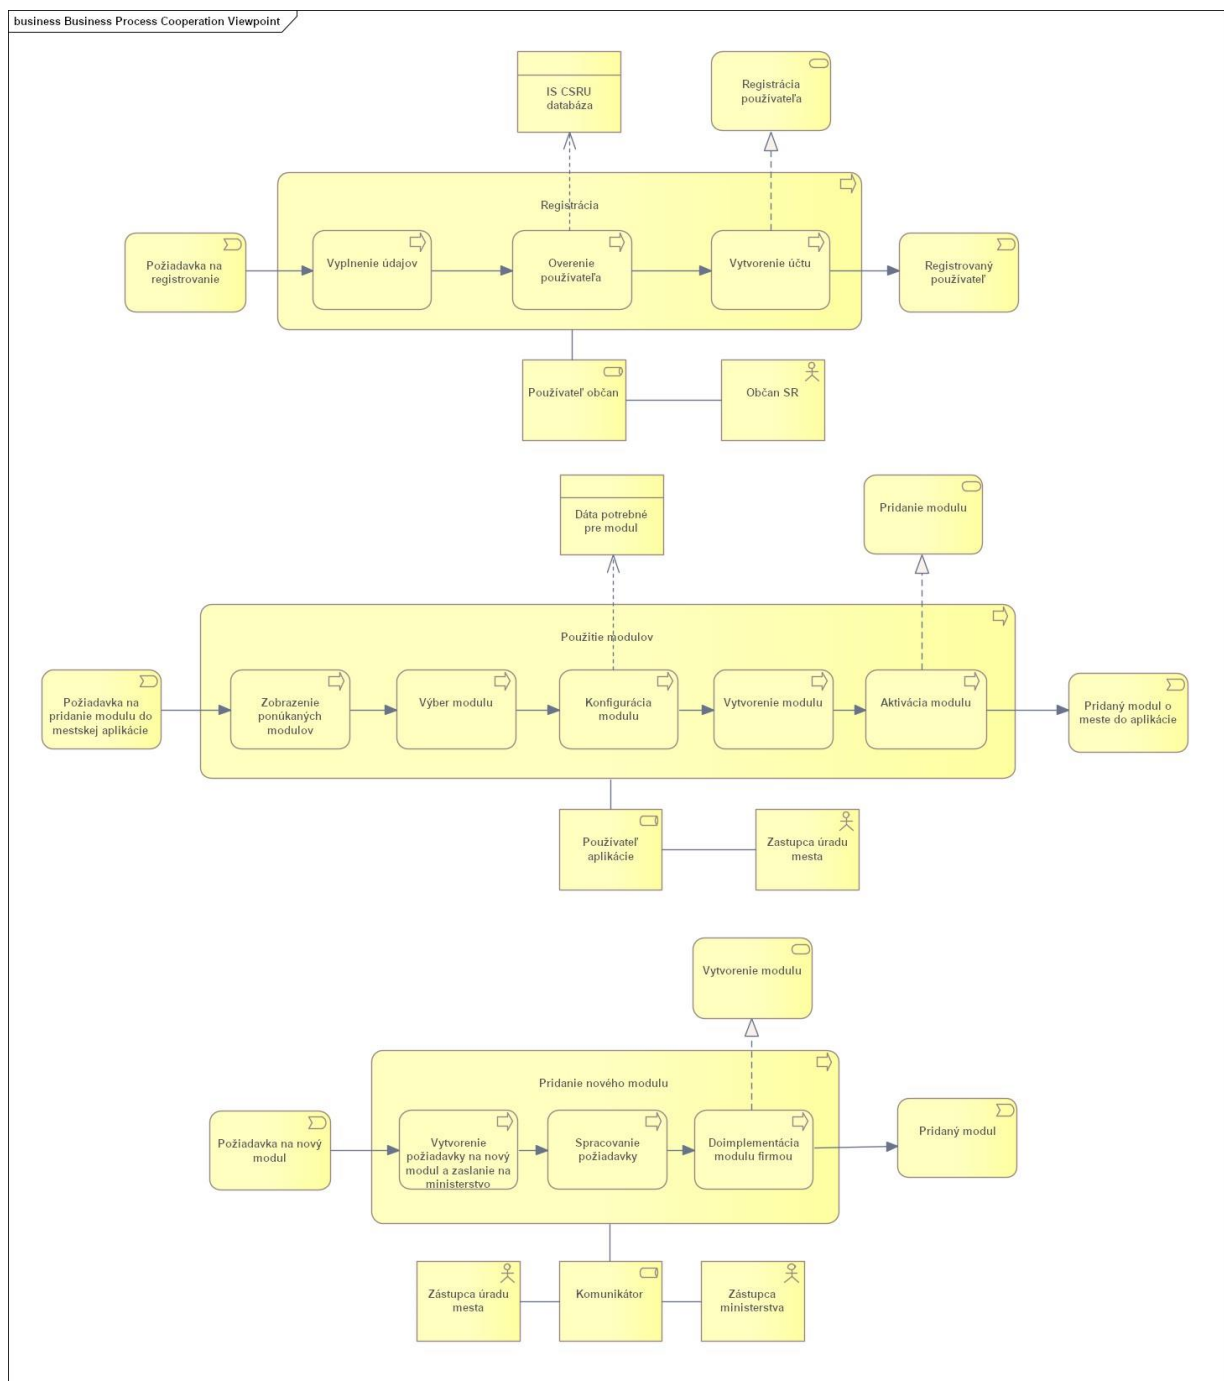 business Business Process Cooperation Viewpoint
IS CSRU
databáza
Registrácia
používateľa
Registrácia
Požiadavka na
registrovanie
Vyplnenie údajov
Overenie
používateľa
Vytvorenie účtu
Registrovaný
používateľ
Používateľ občan
Občan SR
Dáta potrebné
pre modul
Pridanie modulu
Použitie modulov
Požiadavka na
pridanie modulu do
mestskej aplikácie
Zobrazenie
ponúkaných
modulov
Výber modulu
Konfigurácia
modulu
Vytvorenie modulu
Aktivácia modulu
Pridaný modul o
meste do aplikácie
Používateľ
aplikácie
Zastupca úradu
mesta
Vytvorenie modulu
Pridanie nového modulu
Požiadavka na nový
modul
Vytvorenie
požiadavky na nový
modul a zaslanie na
ministerstvo
Spracovanie
požiadavky
Doimplementácia
modulu firmou
Pridaný modul
Zástupca úradu
mesta
Komunikátor
Zástupca
ministerstva